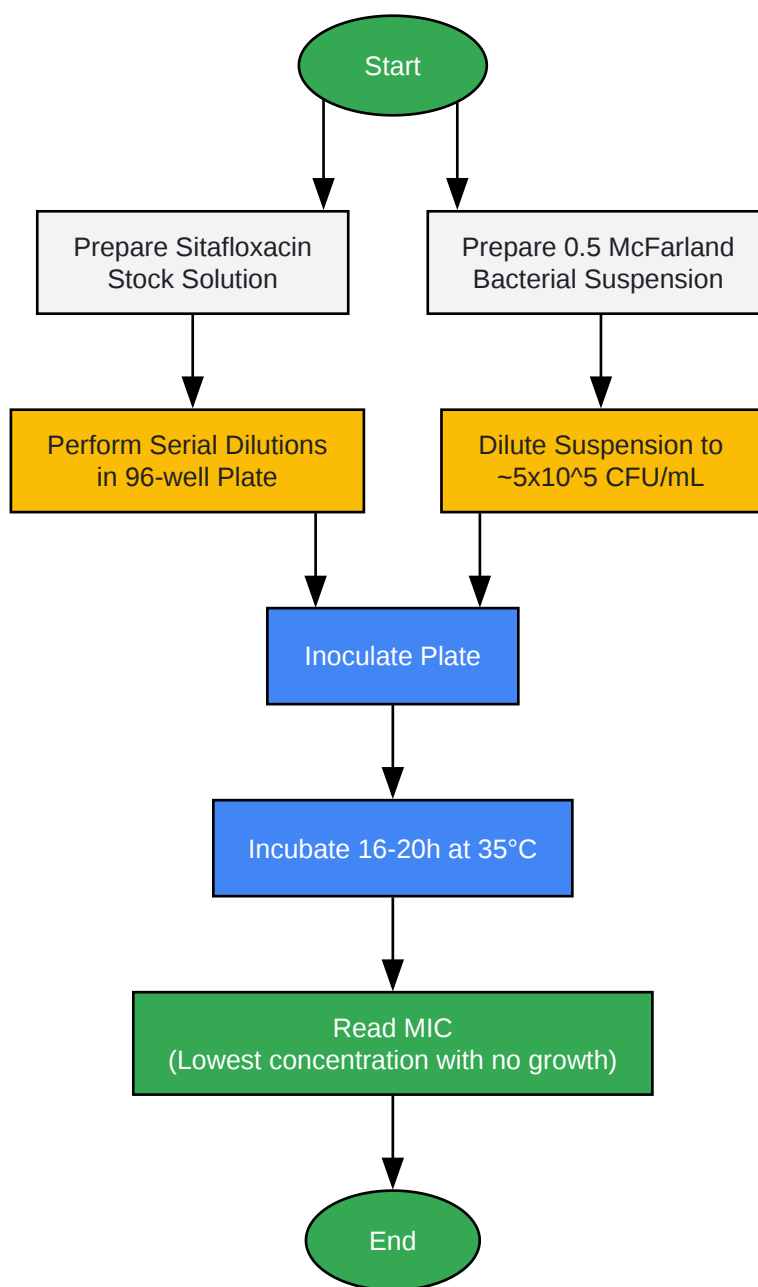 Start
Prepare Sitafloxacin
Stock Solution
Prepare 0.5 McFarland
Bacterial Suspension
Perform Serial Dilutions
in 96-well Plate
Dilute Suspension to
~5x10^5 CFU/mL
Inoculate Plate
Incubate 16-20h at 35°C
Read MIC
(Lowest concentration with no growth)
End